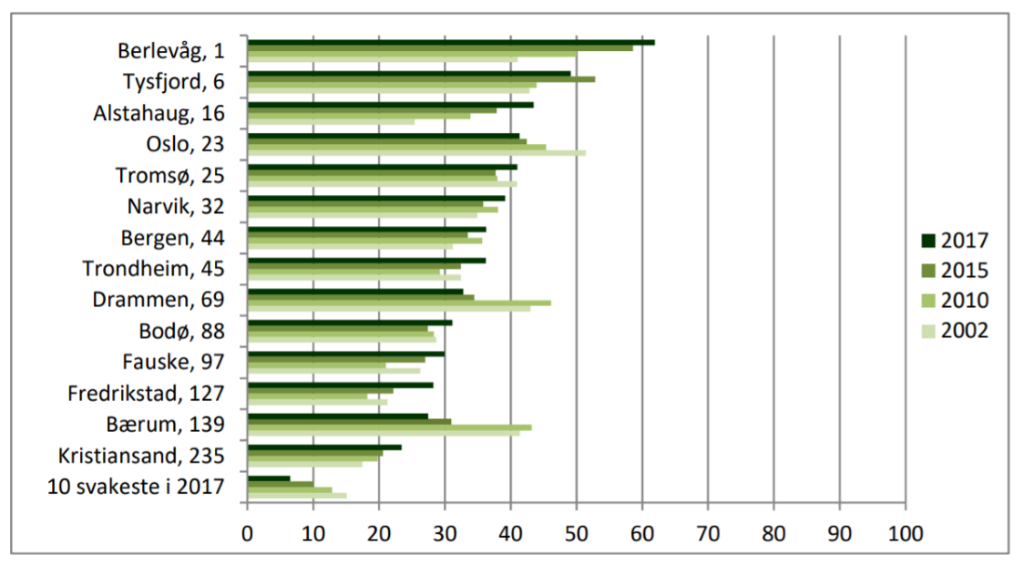 Berlevåg, 1
Tysfjord, 6
Alstahaug, 16
Oslo, 23
Tromsø, 25
Narvik, 32
Bergen, 44
Trondheim, 45
Drammen, 69
Bodø, 88
Fauske, 97
Fredrikstad, 127
Bærum, 139
Kristiansand, 235
10 svakeste i 2017
0 10 20 30 40 50 60 70 80 90 100
2017
2015
2010
2002